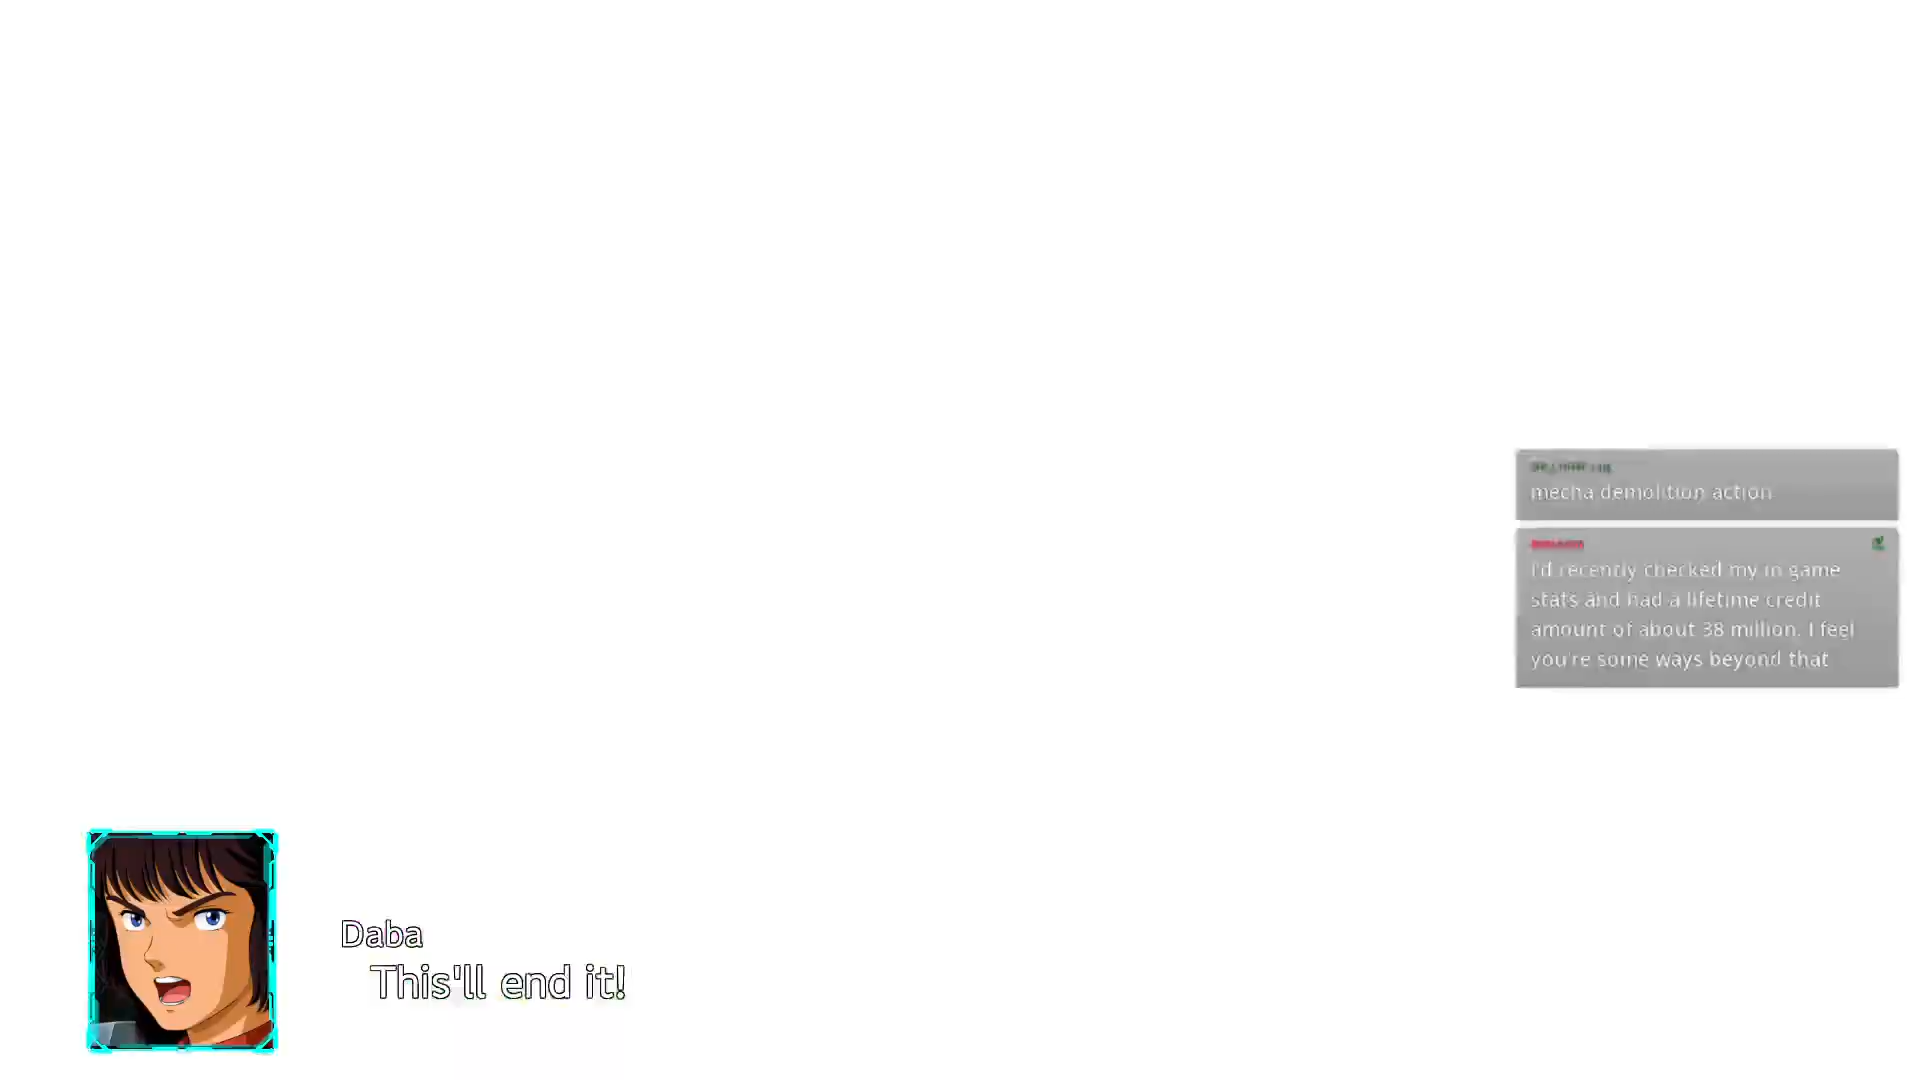 mecha demolition action
I'd recently checked my in game
stats and had a lifetime credit
amount of about 38 million. I feel
you're some ways beyond that
Daba
This'll end it!